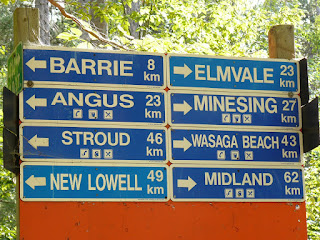 BARRIE 8 km
ANGUS 23 km
STROUD 46 km
NEW LOWELL 49 km
ELMVALE 23 km
MINESING 27 km
WASAGA BEACH 43 km
MIDLAND 62 km